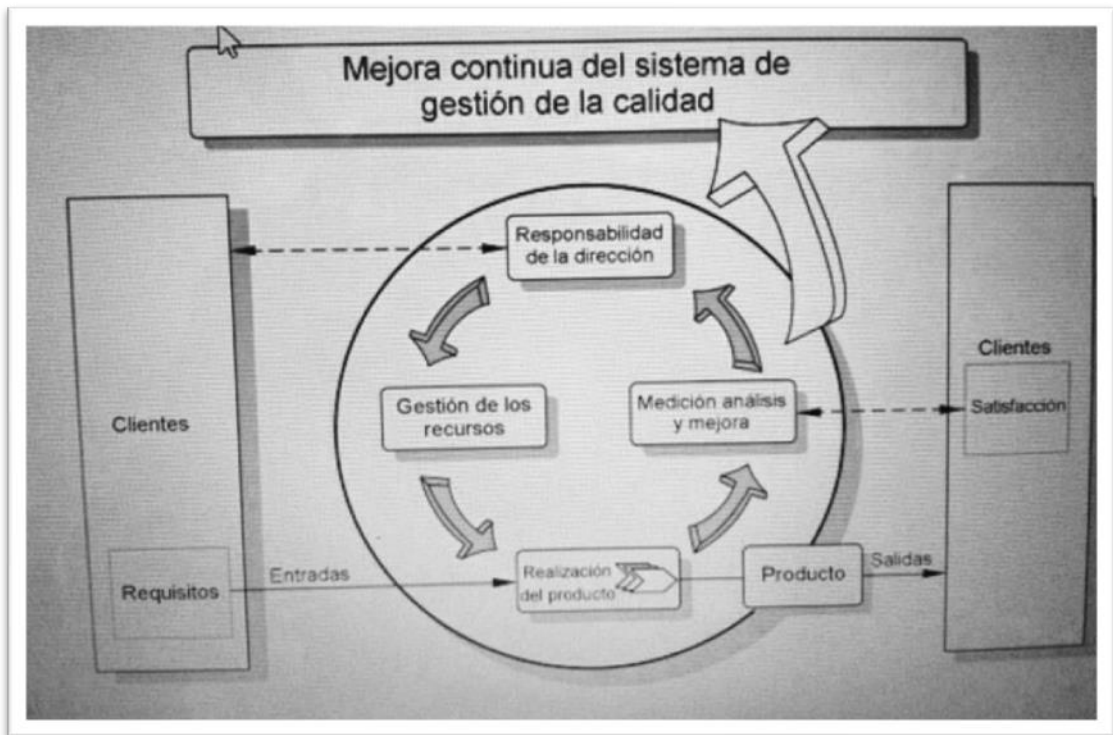 Mejora continua del sistema de
gestión de la calidad
Responsabilidad
de la dirección
Clientes
Gestión de los
recursos
Medición análisis
y mejora
Clientes
Satisfacción
Requisitos
Entradas
Realización
del producto
Producto
Salidas